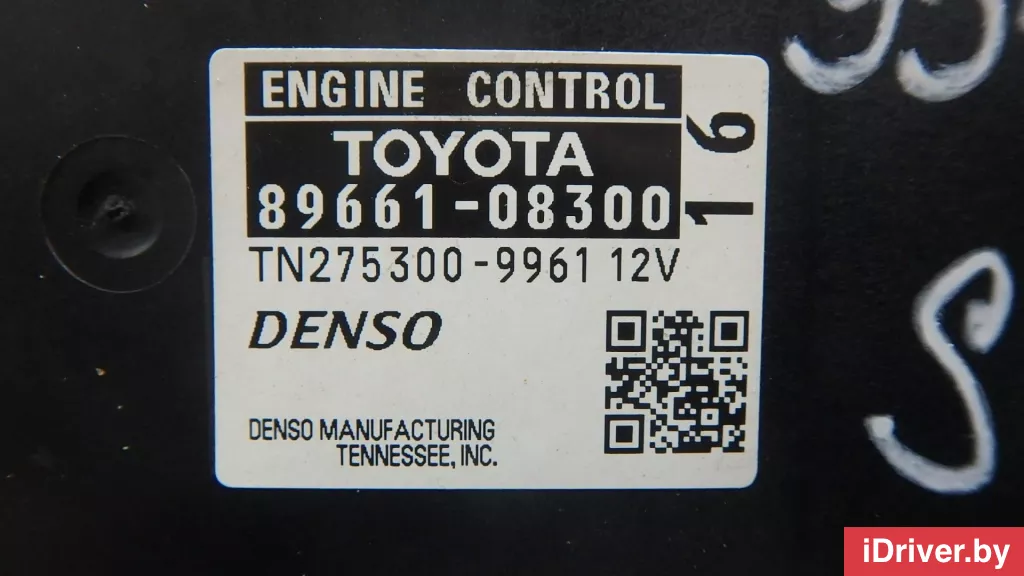 ENGINE CONTROL
TOYOTA
89661-08300
16
TN275300-9961 12V
DENSO
DENSO MANUFACTURING
TENNESSEE, INC.
S
iDriver.by